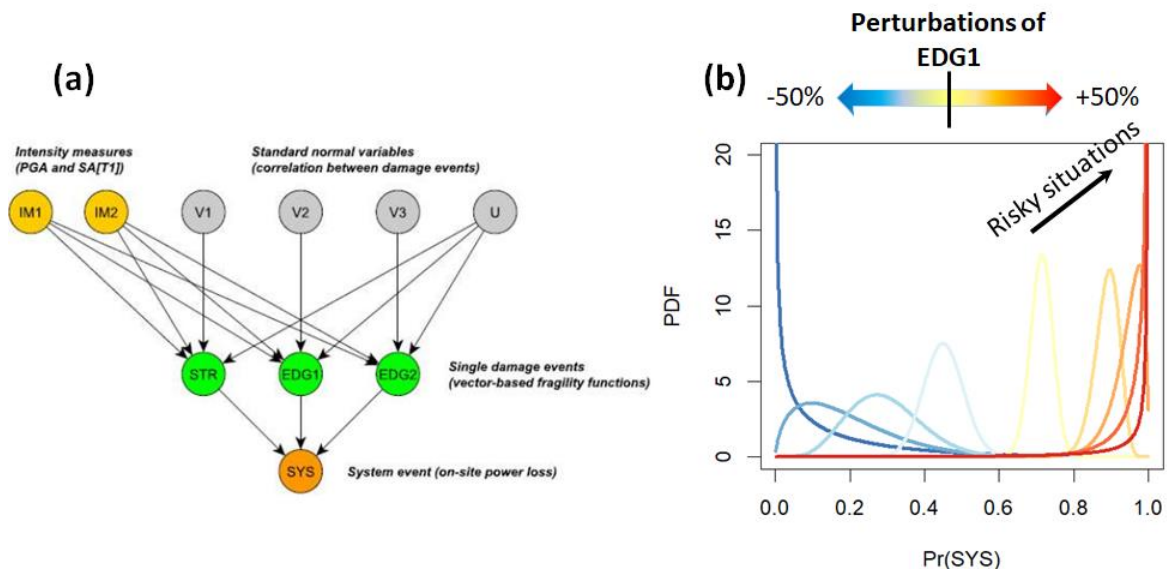 (a)
Intensity measures
(PGA and SA[T1])
Standard normal variables
(correlation between damage events)
IM1
IM2
V1
V2
V3
U
STR
EDG1
EDG2
Single damage events
(vector-based fragility functions)
SYS
System event (on-site power loss)
(b)
Perturbations of
EDG1
-50%
+50%
Risky situations
PDF
20
15
10
5
0
0.0
0.2
0.4
0.6
0.8
1.0
Pr(SYS)